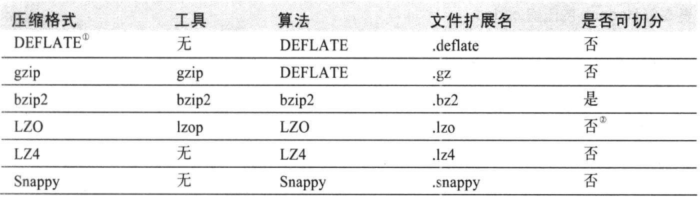 压缩格式 工具 算法 文件扩展名 是否可切分
DEFLATE① 无 DEFLATE .deflate 否
gzip gzip DEFLATE .gz 否
bzip2 bzip2 bzip2 .bz2 是
LZO lzop LZO .lzo 否②
LZ4 无 LZ4 .lz4 否
Snappy 无 Snappy .snappy 否